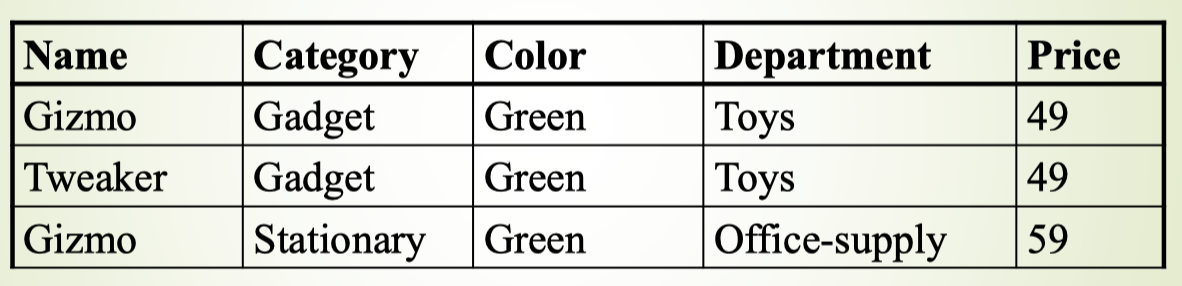 Name Category Color Department Price
Gizmo Gadget Green Toys 49
Tweaker Gadget Green Toys 49
Gizmo Stationary Green Office-supply 59